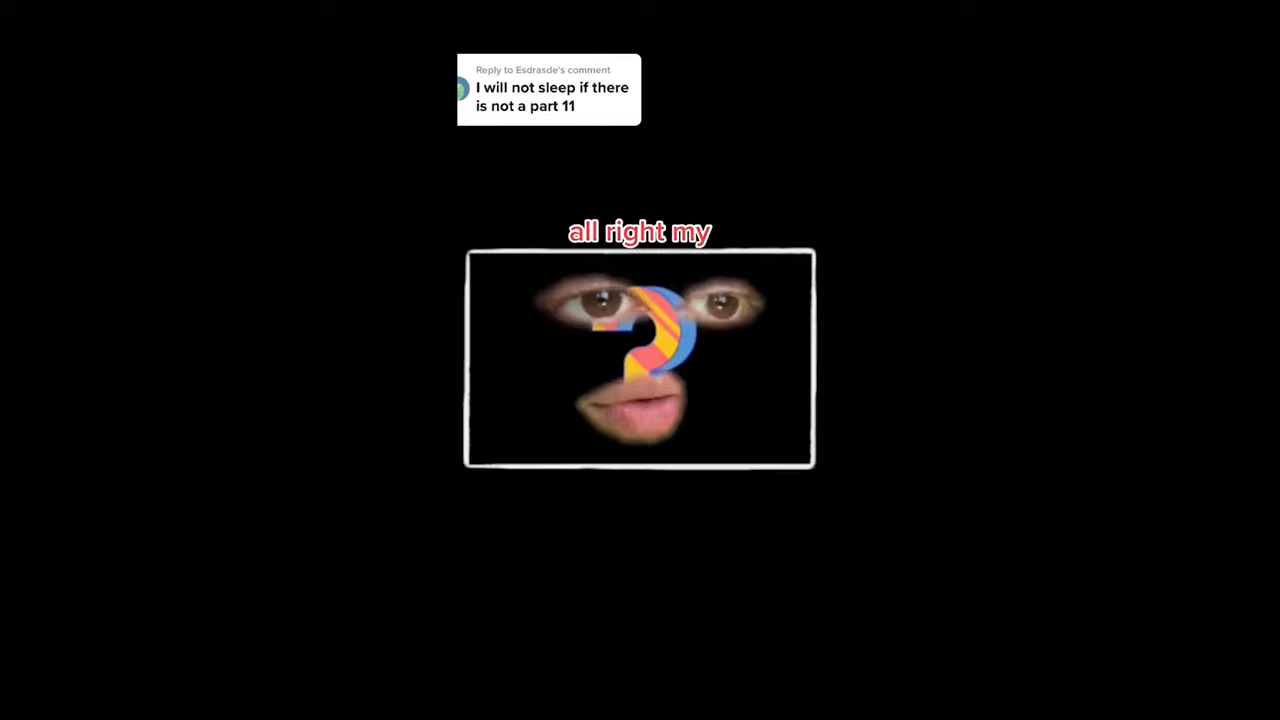 Reply to Esdrasde's comment
I will not sleep if there
is not a part 11
all right my
?